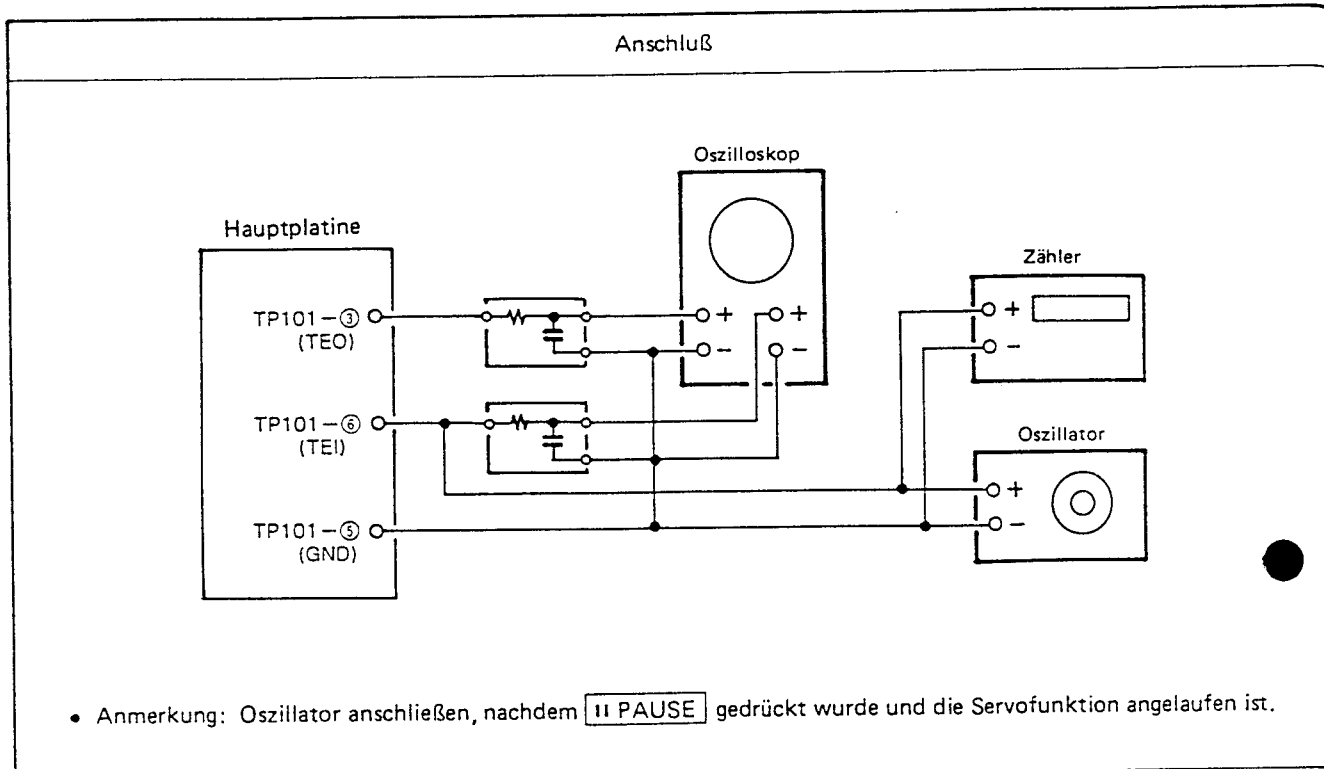 Anschluß
Oszilloskop
Hauptplatine
Zähler
TP101–③
(TEO)
+ +
− −
+
−
TP101–⑥
(TEI)
Oszillator
+
−
TP101–⑤
(GND)
• Anmerkung: Oszillator anschließen, nachdem II PAUSE gedrückt wurde und die Servofunktion angelaufen ist.